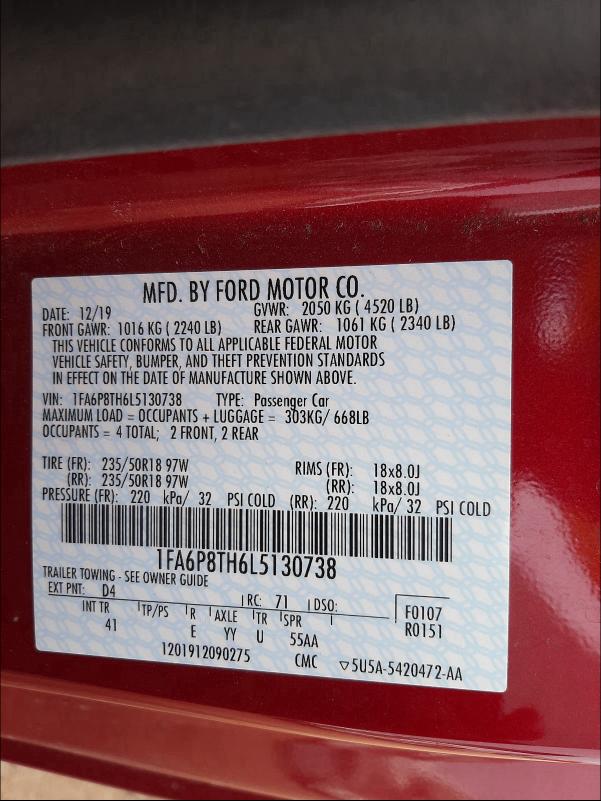 MFD. BY FORD MOTOR CO.
DATE: 12/19 GVWR: 2050 KG ( 4520 LB)
FRONT GAWR: 1016 KG ( 2240 LB) REAR GAWR: 1061 KG ( 2340 LB)
THIS VEHICLE CONFORMS TO ALL APPLICABLE FEDERAL MOTOR
VEHICLE SAFETY, BUMPER, AND THEFT PREVENTION STANDARDS
IN EFFECT ON THE DATE OF MANUFACTURE SHOWN ABOVE.
VIN: 1FA6P8TH6L5130738 TYPE: Passenger Car
MAXIMUM LOAD = OCCUPANTS + LUGGAGE = 303KG/ 668LB
OCCUPANTS = 4 TOTAL; 2 FRONT, 2 REAR
TIRE (FR): 235/50R18 97W RIMS (FR): 18x8.0J
(RR): 235/50R18 97W (RR): 18x8.0J
PRESSURE (FR): 220 kPa/ 32 PSI COLD (RR): 220 kPa/ 32 PSI COLD
1FA6P8TH6L5130738
TRAILER TOWING - SEE OWNER GUIDE
EXT PNT: D4 RC: 71 DSO: F0107
INT TR TP/PS R AXLE TR SPR R0151
41 E YY U 55AA
1201912090275 CMC ▽5U5A-5420472-AA